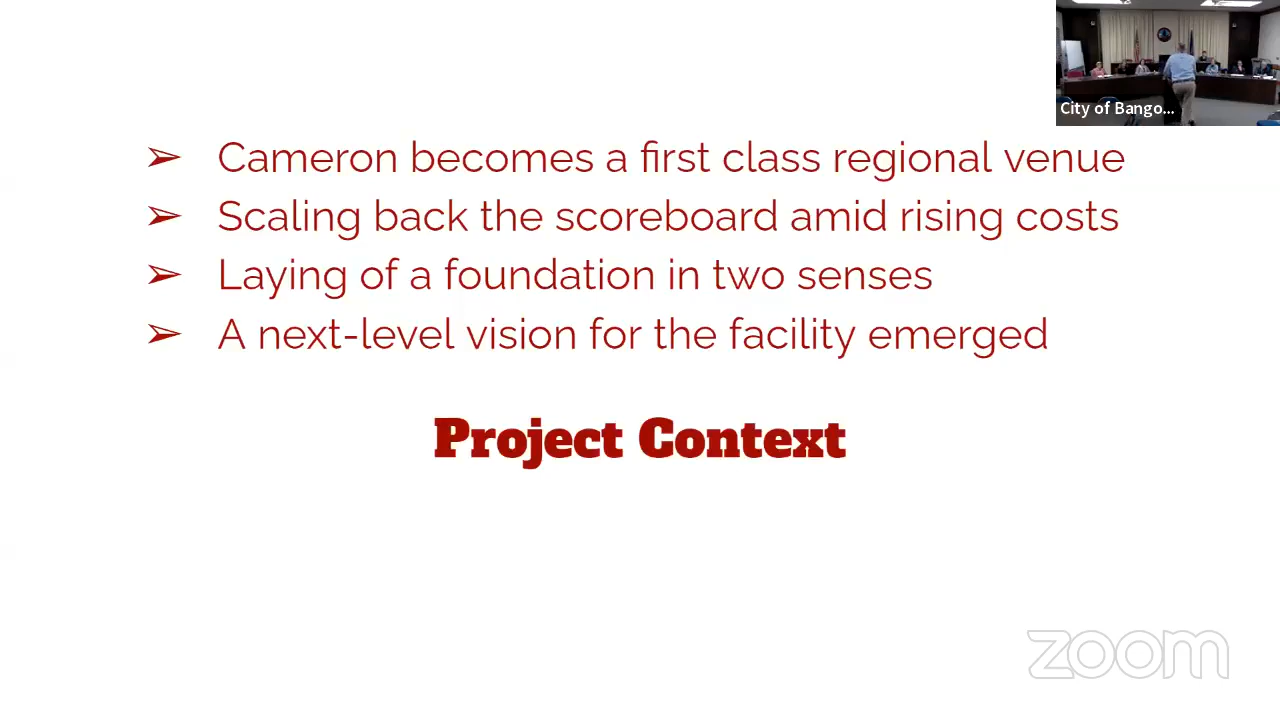 City of Bango...
➢ Cameron becomes a first class regional venue
➢ Scaling back the scoreboard amid rising costs
➢ Laying of a foundation in two senses
➢ A next-level vision for the facility emerged
Project Context
zoom